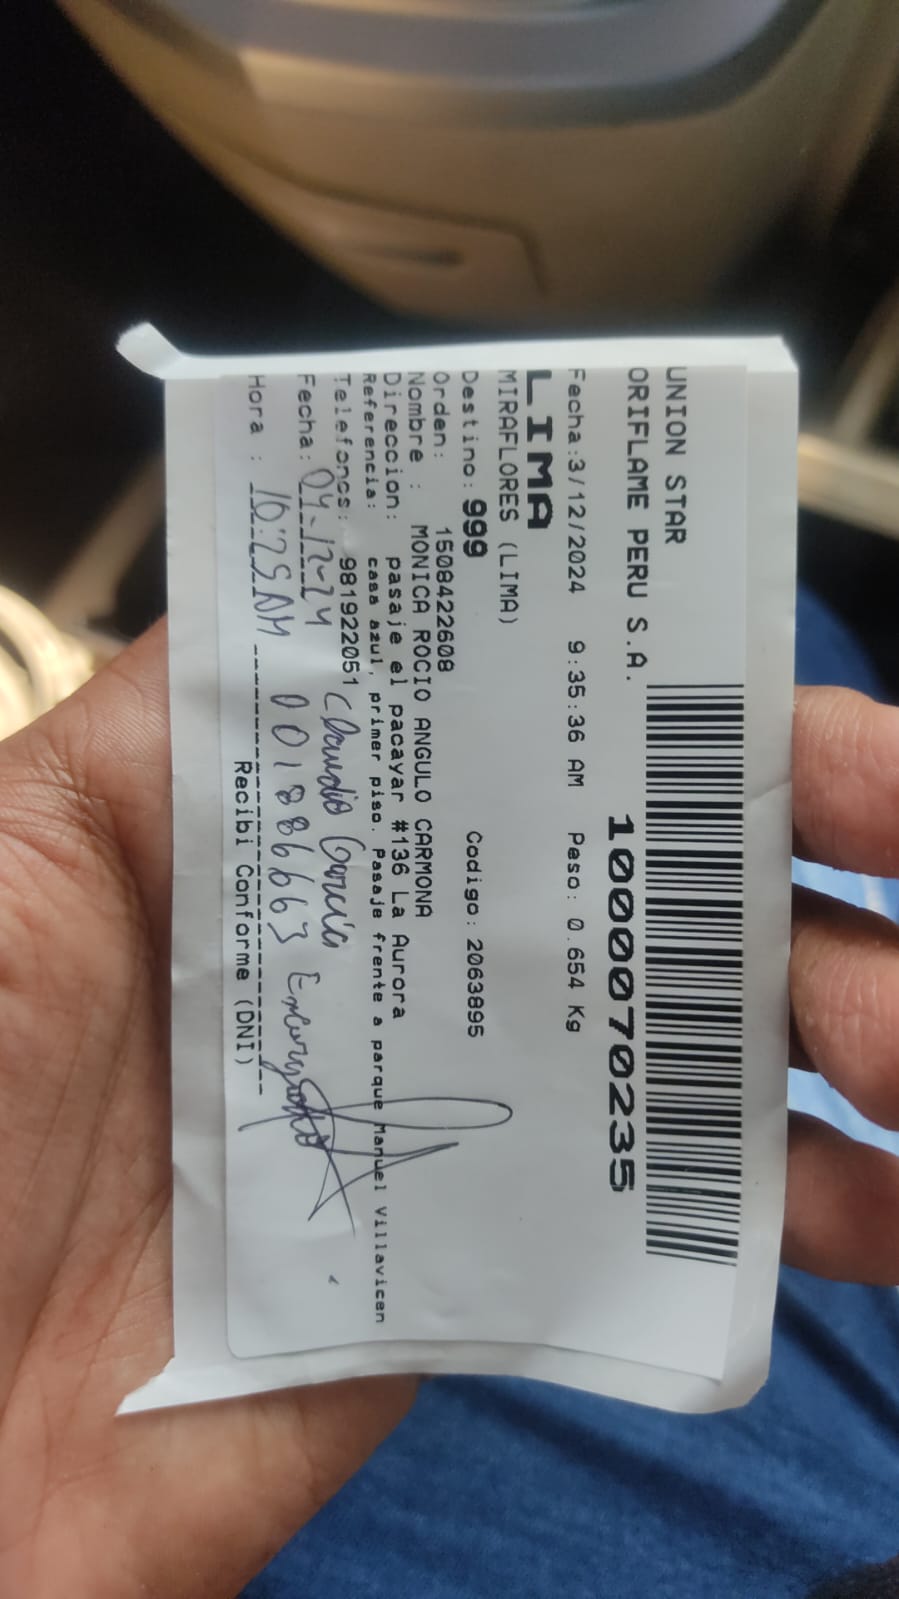 UNION STAR
ORIFLAME PERU S.A.
1000070235
Fecha:3/12/2024 9:35:36 AM Peso: 0.654 Kg
LIMA
MIRAFLORES (LIMA)
Destino: 999 Codigo: 2063895
Orden: 1508422608
Nombre : MONICA ROCIO ANGULO CARMONA
Direccion: pasaje el pacayar #136 La Aurora
Referencia: casa azul, primer piso. Pasaje frente a parque Manuel Villavicen
Telefonos: 981922051 Claudio García
Fecha: 04-12-24
Hora : 10:25 AM 00188663
Recibi Conforme (DNI)